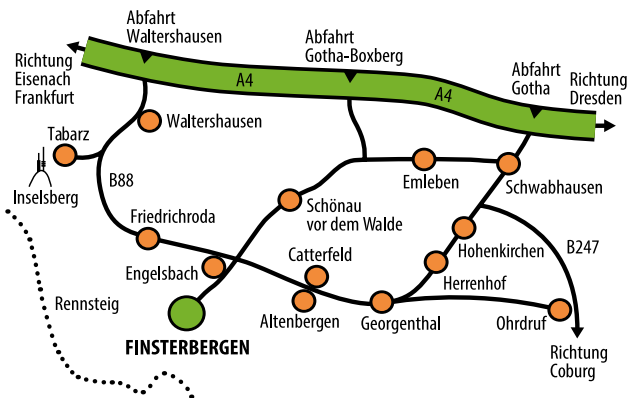 Abfahrt
Waltershausen
Abfahrt
Gotha-Boxberg
Abfahrt
Gotha
Richtung
Eisenach
Frankfurt
A4
A4
Richtung
Dresden
Waltershausen
Tabarz
Inselsberg
B88
Emleben
Schwabhausen
Schönau
vor dem Walde
Friedrichroda
Hohenkirchen
B247
Catterfeld
Engelsbach
Herrenhof
Rennsteig
Altenbergen
Georgenthal
Ohrdruf
FINSTERBERGEN
Richtung
Coburg